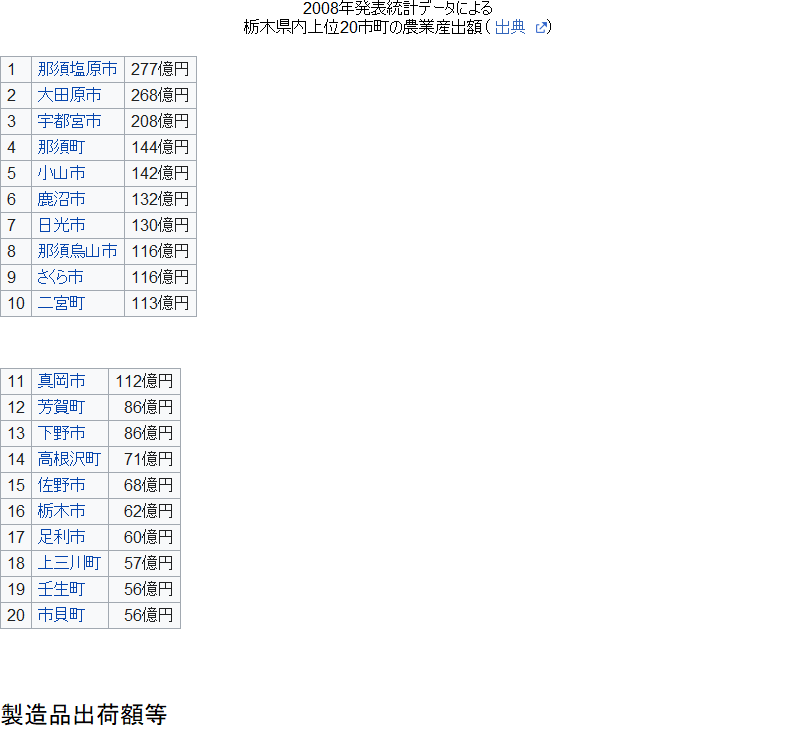 2008年発表統計データによる
栃木県内上位20市町の農業産出額（出典）
1 那須塩原市 277億円
2 大田原市 268億円
3 宇都宮市 208億円
4 那須町 144億円
5 小山市 142億円
6 鹿沼市 132億円
7 日光市 130億円
8 那須烏山市 116億円
9 さくら市 116億円
10 二宮町 113億円
11 真岡市 112億円
12 芳賀町 86億円
13 下野市 86億円
14 高根沢町 71億円
15 佐野市 68億円
16 栃木市 62億円
17 足利市 60億円
18 上三川町 57億円
19 壬生町 56億円
20 市貝町 56億円
製造品出荷額等